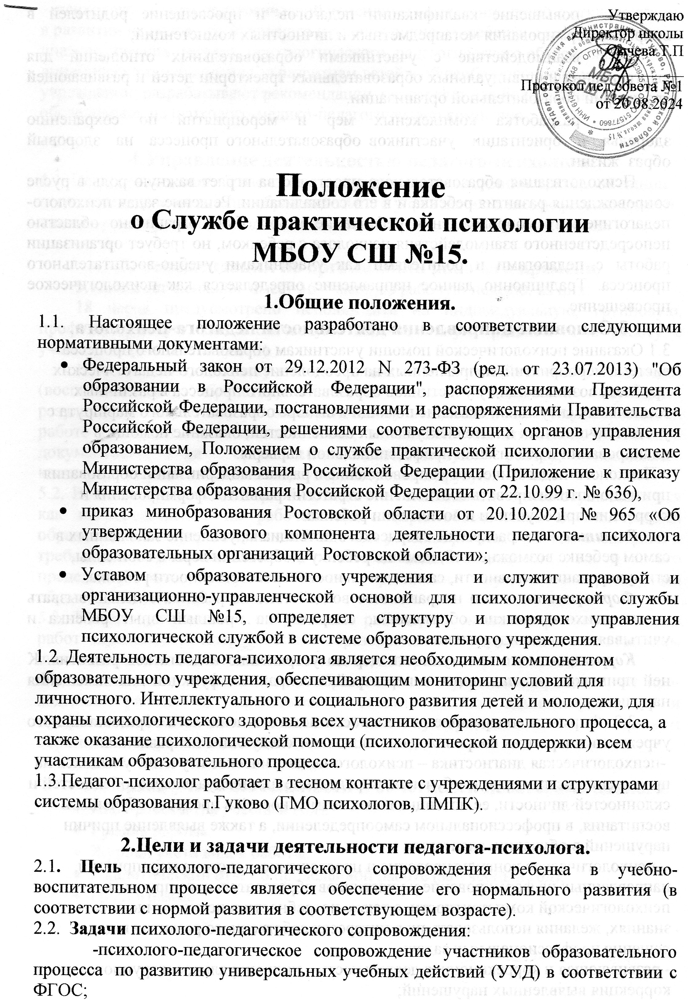 Утверждаю
Директор школы
Сычева Т.П
Протокол пед.совета №1
от 20.08.2024
МБОУ
СШ №15
Положение
о Службе практической психологии
МБОУ СШ №15.
1.Общие положения.
1.1. Настоящее положение разработано в соответствии следующими
нормативными документами:
• Федеральный закон от 29.12.2012 N 273-ФЗ (ред. от 23.07.2013) "Об
образовании в Российской Федерации", распоряжениями Президента
Российской Федерации, постановлениями и распоряжениями Правительства
Российской Федерации, решениями соответствующих органов управления
образованием, Положением о службе практической психологии в системе
Министерства образования Российской Федерации (Приложение к приказу
Министерства образования Российской Федерации от 22.10.99 г. № 636),
• приказ минобразования Ростовской области от 20.10.2021 № 965 «Об
утверждении базового компонента деятельности педагога- психолога
образовательных организаций Ростовской области»;
• Уставом образовательного учреждения и служит правовой и
организационно-управленческой основой для психологической службы
МБОУ СШ №15, определяет структуру и порядок управления
психологической службой в системе образовательного учреждения.
1.2. Деятельность педагога-психолога является необходимым компонентом
образовательного учреждения, обеспечивающим мониторинг условий для
личностного. Интеллектуального и социального развития детей и молодежи, для
охраны психологического здоровья всех участников образовательного процесса, а
также оказание психологической помощи (психологической поддержки) всем
участникам образовательного процесса.
1.3.Педагог-психолог работает в тесном контакте с учреждениями и структурами
системы образования г.Гуково (ГМО психологов, ПМПК).
2.Цели и задачи деятельности педагога-психолога.
2.1. Цель психолого-педагогического сопровождения ребенка в учебно-
воспитательном процессе является обеспечение его нормального развития (в
соответствии с нормой развития в соответствующем возрасте).
2.2. Задачи психолого-педагогического сопровождения:
-психолого-педагогическое сопровождение участников образовательного
процесса по развитию универсальных учебных действий (УУД) в соответствии с
ФГОС;